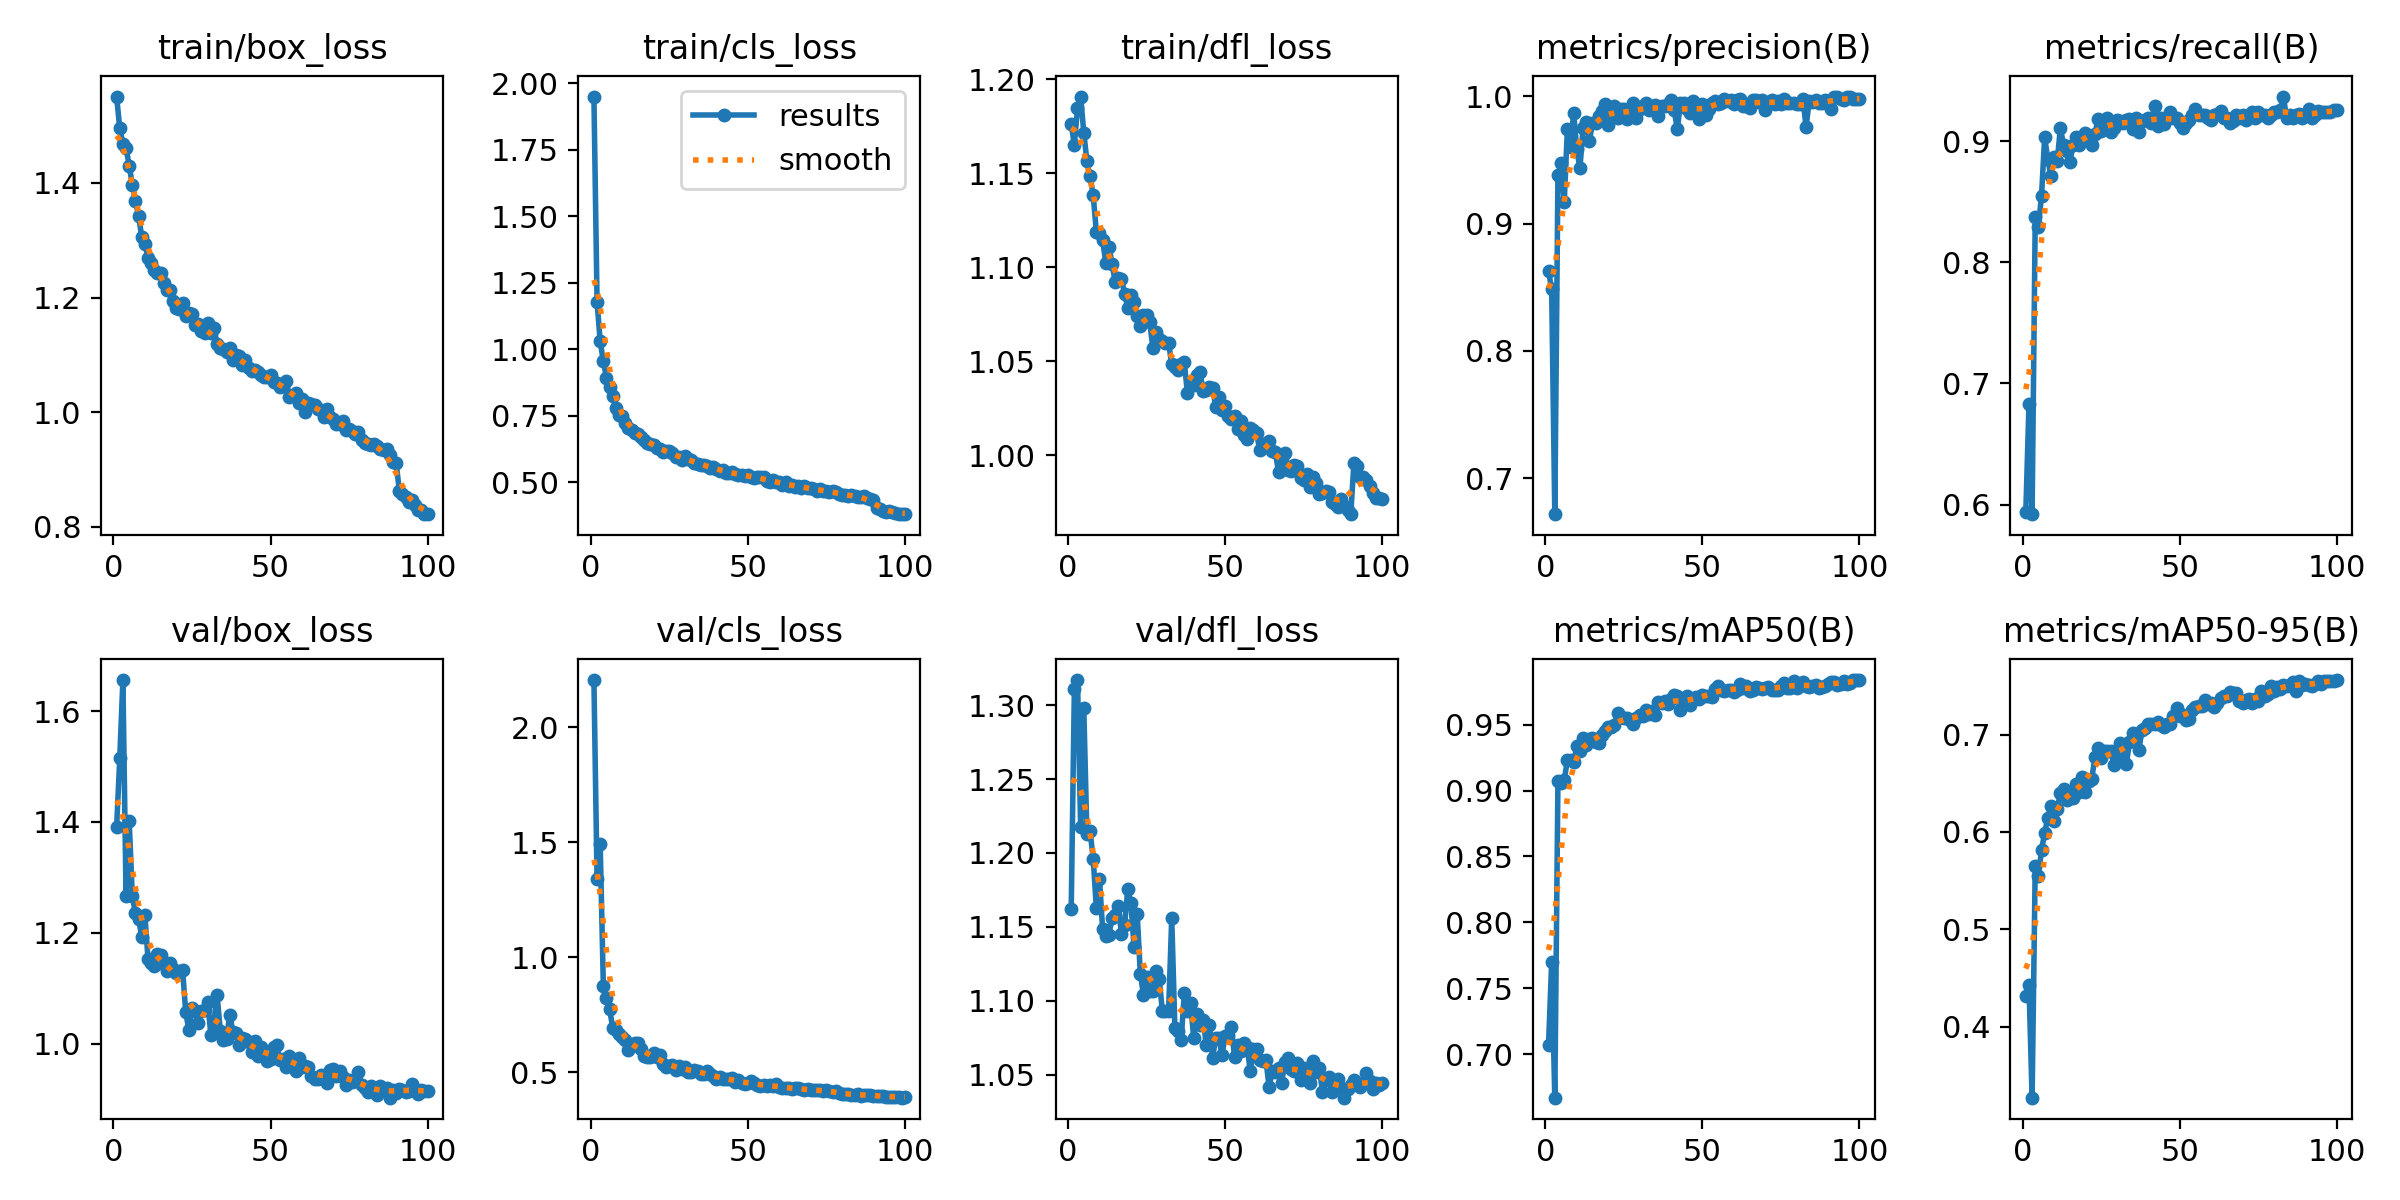 train/box_loss
1.4
1.2
1.0
0.8
0 50 100
train/cls_loss
results
smooth
2.00
1.75
1.50
1.25
1.00
0.75
0.50
0 50 100
train/dfl_loss
1.20
1.15
1.10
1.05
1.00
0 50 100
metrics/precision(B)
1.0
0.9
0.8
0.7
0 50 100
metrics/recall(B)
0.9
0.8
0.7
0.6
0 50 100
val/box_loss
1.6
1.4
1.2
1.0
0 50 100
val/cls_loss
2.0
1.5
1.0
0.5
0 50 100
val/dfl_loss
1.30
1.25
1.20
1.15
1.10
1.05
0 50 100
metrics/mAP50(B)
0.95
0.90
0.85
0.80
0.75
0.70
0 50 100
metrics/mAP50-95(B)
0.7
0.6
0.5
0.4
0 50 100